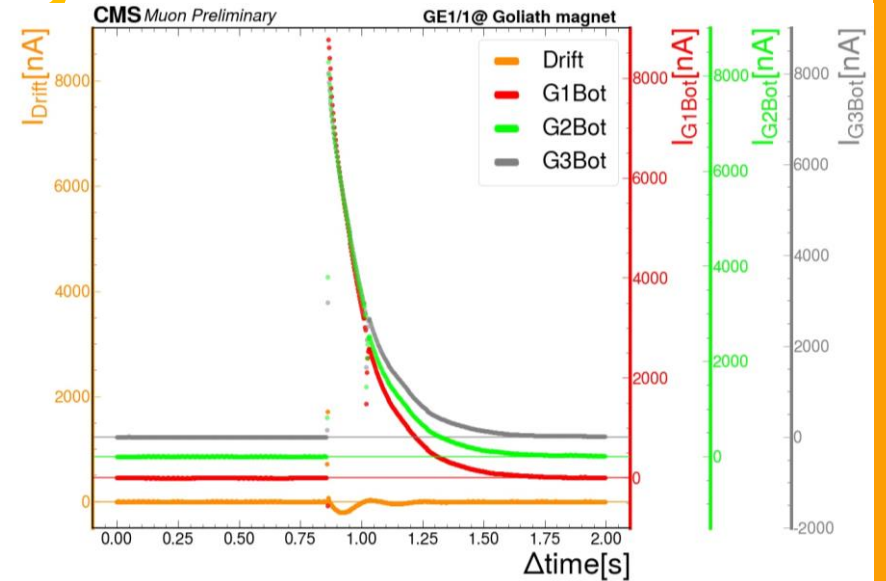 CMS Muon Preliminary GE1/1@ Goliath magnet
I_Drift[nA]
8000
6000
4000
2000
0
Drift
G1Bot
G2Bot
G3Bot
I_G1Bot[nA]
8000
6000
4000
2000
0
I_G2Bot[nA]
8000
6000
4000
2000
0
I_G3Bot[nA]
8000
6000
4000
2000
0
-2000
0.00 0.25 0.50 0.75 1.00 1.25 1.50 1.75 2.00
Δtime[s]